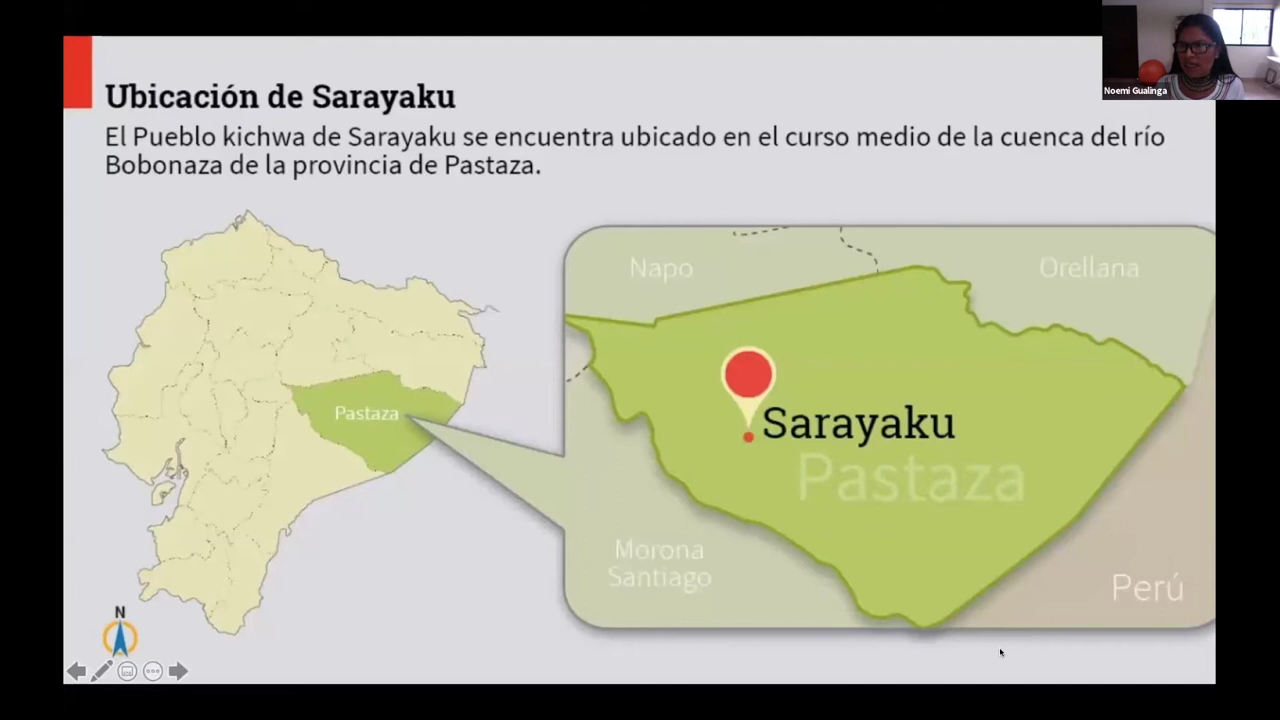 Ubicación de Sarayaku
El Pueblo kichwa de Sarayaku se encuentra ubicado en el curso medio de la cuenca del río
Bobonaza de la provincia de Pastaza.
Noemi Gualinga
Napo
Orellana
Pastaza
Sarayaku
Pastaza
Morona
Santiago
Perú
N